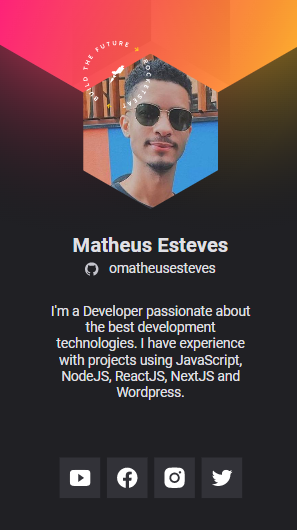 BUILD THE FUTURE ROCKETSEAT
Matheus Esteves
omatheusesteves
I'm a Developer passionate about
the best development
technologies. I have experience
with projects using JavaScript,
NodeJS, ReactJS, NextJS and
Wordpress.